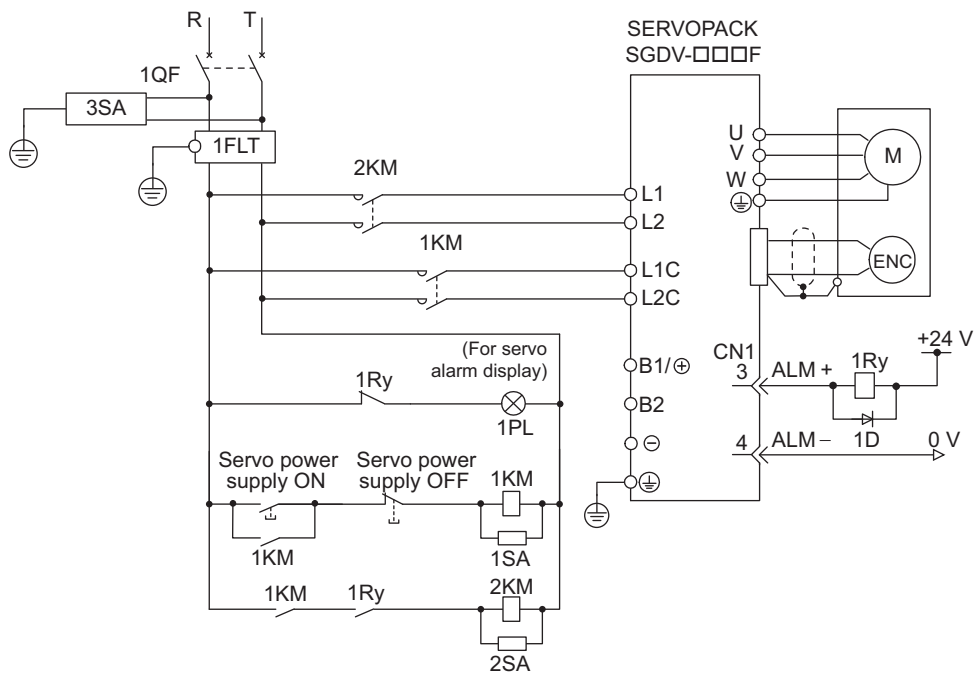 R T
SERVOPACK
SGDV-□□□F
1QF
3SA
1FLT
U
V
W
M
2KM
L1
L2
1KM
L1C
L2C
ENC
(For servo
alarm display)
1Ry
1PL
B1/⊕
B2
⊖
CN1
3 ALM +
1Ry
+24 V
1D
4 ALM −
0 V
Servo power
supply ON
Servo power
supply OFF
1KM
1KM
1SA
1KM
1Ry
2KM
2SA